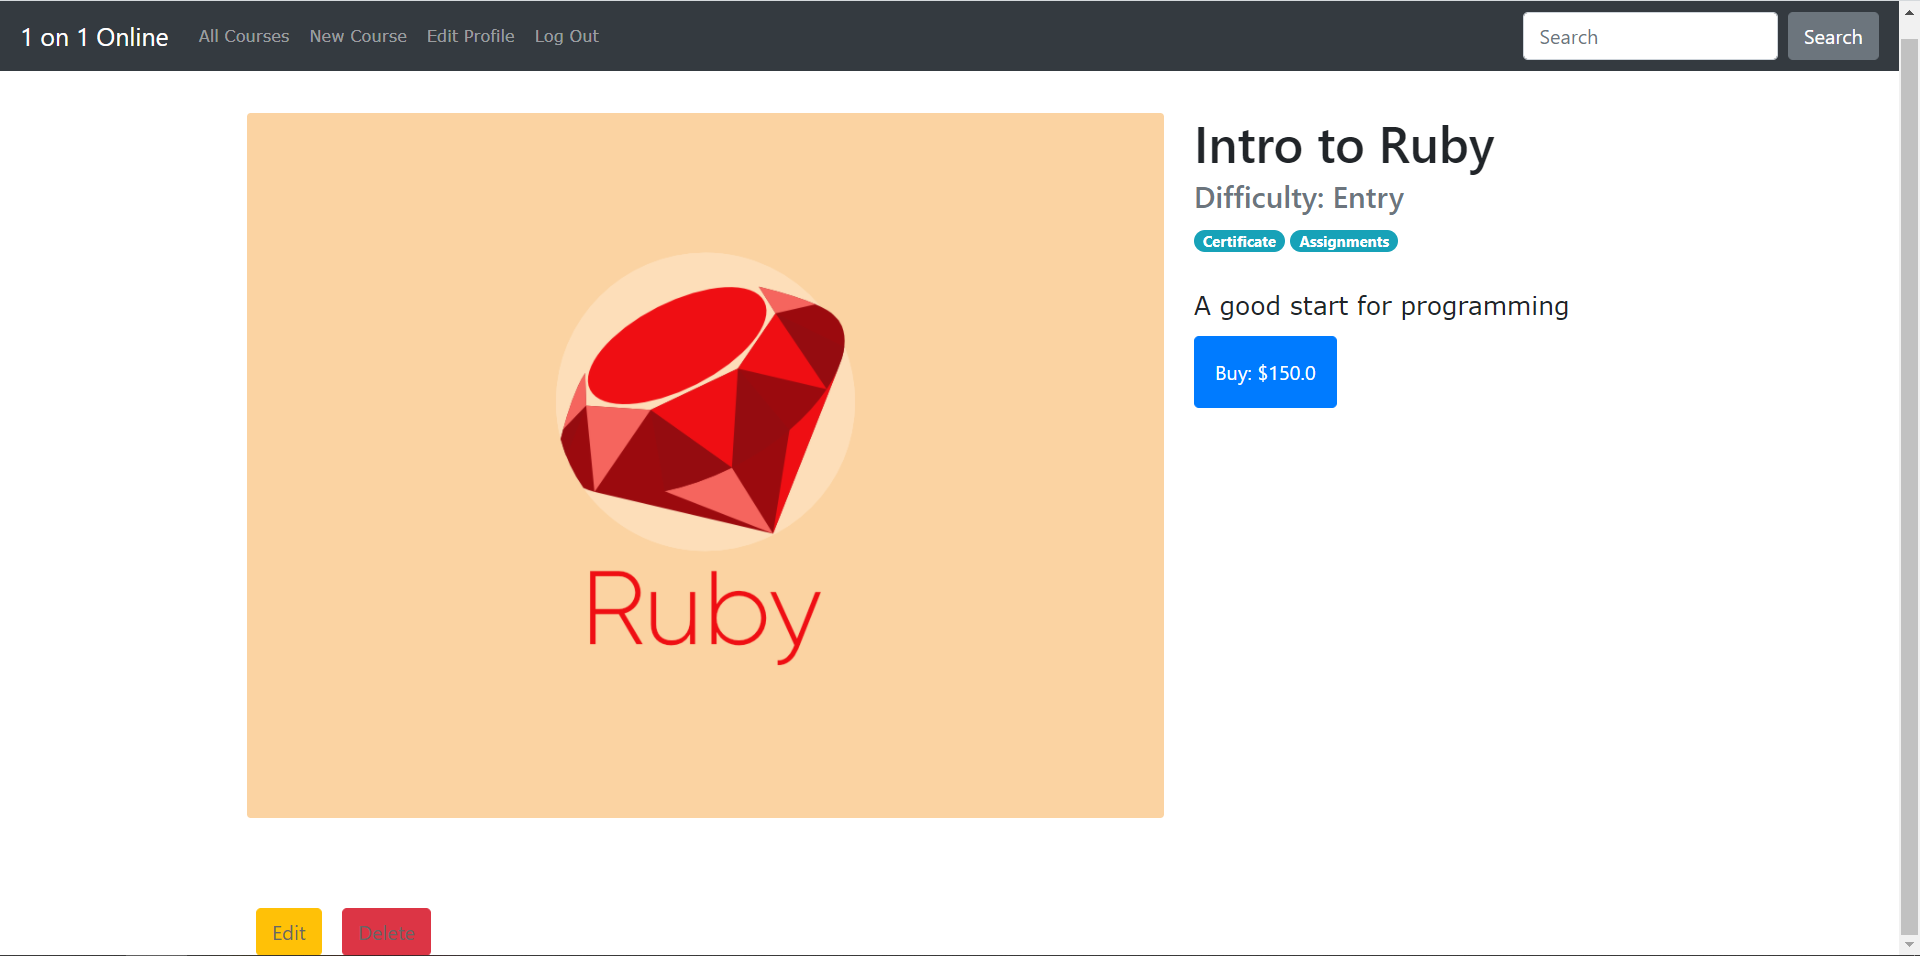 1 on 1 Online All Courses New Course Edit Profile Log Out Search Search
Intro to Ruby
Difficulty: Entry
Certificate Assignments
A good start for programming
Buy: $150.0
Ruby
Edit Delete